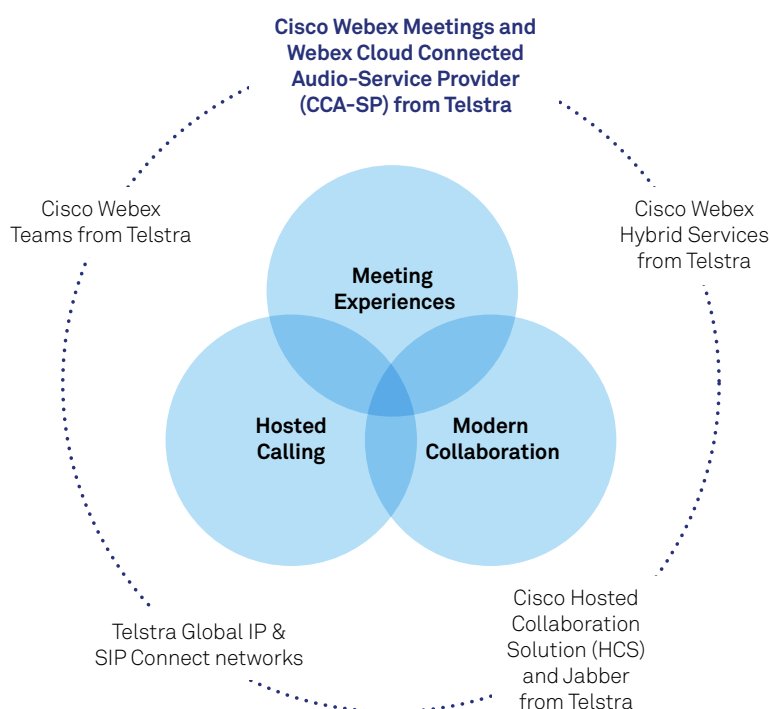 Cisco Webex Meetings and
Webex Cloud Connected
Audio-Service Provider
(CCA-SP) from Telstra
Cisco Webex
Teams from Telstra
Cisco Webex
Hybrid Services
from Telstra
Meeting
Experiences
Hosted
Calling
Modern
Collaboration
Telstra Global IP &
SIP Connect networks
Cisco Hosted
Collaboration
Solution (HCS)
and Jabber
from Telstra